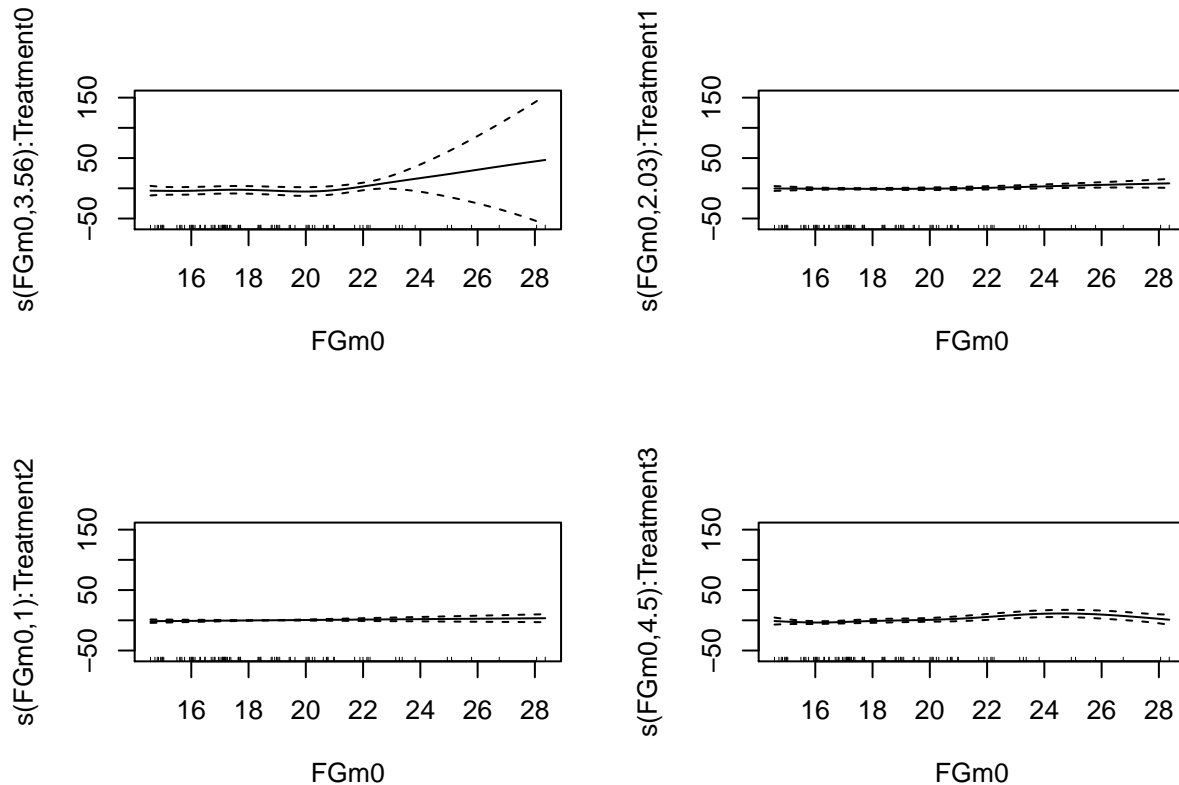 s(FGm0,3.56):Treatment0
150
50
−50
16 18 20 22 24 26 28
FGm0
s(FGm0,2.03):Treatment1
150
50
−50
16 18 20 22 24 26 28
FGm0
s(FGm0,1):Treatment2
150
50
−50
16 18 20 22 24 26 28
FGm0
s(FGm0,4.5):Treatment3
150
50
−50
16 18 20 22 24 26 28
FGm0